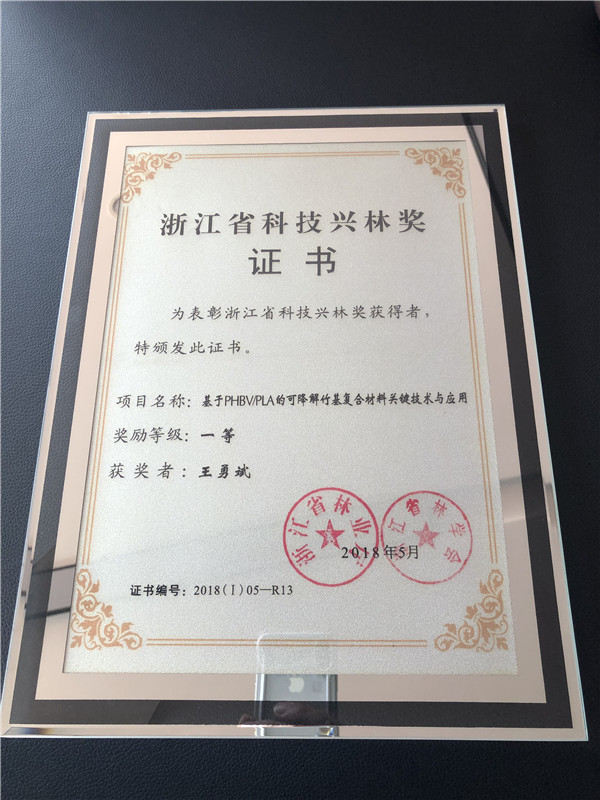 浙江省科技兴林奖
证书
为表彰浙江省科技兴林奖获得者，
特颁发此证书。
项目名称：基于PHBV/PLA的可降解竹基复合材料关键技术与应用
奖励等级：一等
获奖者：王勇斌
浙江省林业
浙江省林学会
2018年5月
证书编号：2018(Ⅰ)05—R13